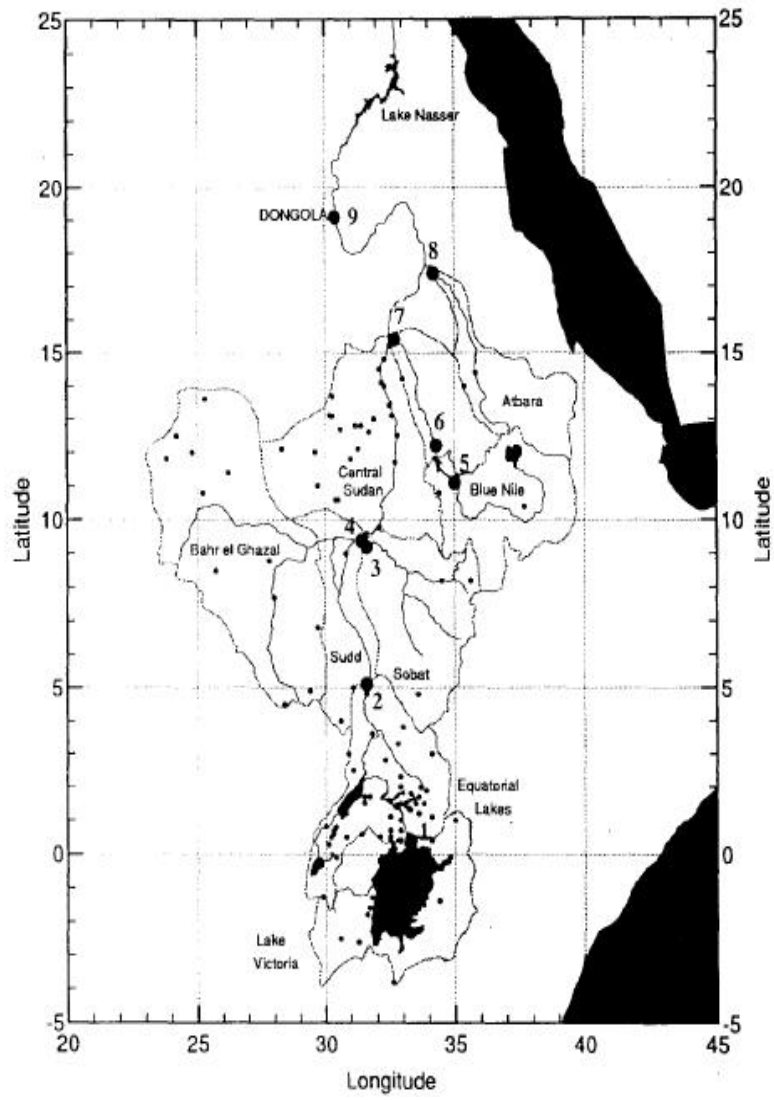 25
25
Lake Nasser
20
20
DONGOLA
9
8
7
15
15
Atbara
6
5
Central
Sudan
Blue Nile
Latitude
Latitude
10
10
4
Bahr el Ghazal
3
Sudd
Sobat
5
5
2
Equatorial
Lakes
0
0
Lake
Victoria
-5
-5
20
25
30
35
40
45
Longitude